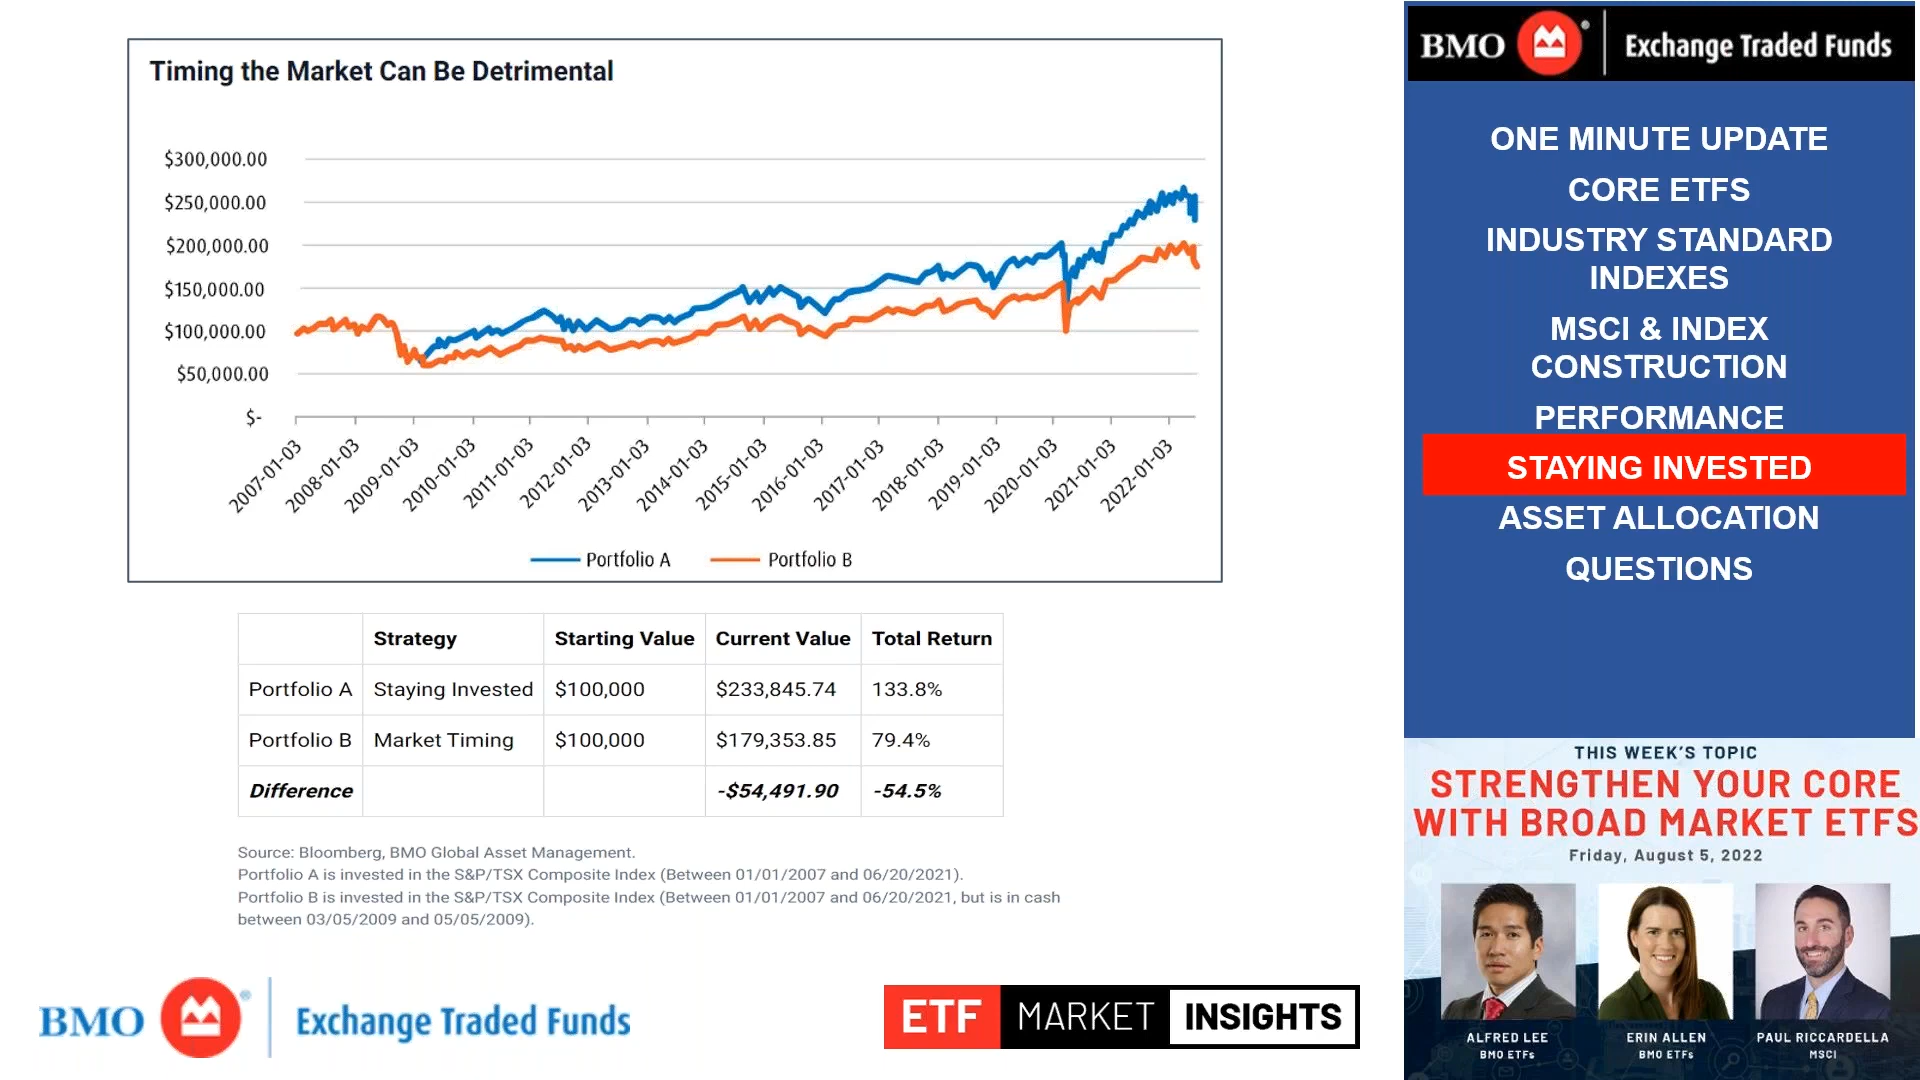 Timing the Market Can Be Detrimental
$300,000.00
$250,000.00
$200,000.00
$150,000.00
$100,000.00
$50,000.00
$-
2007-01-03
2008-01-03
2009-01-03
2010-01-03
2011-01-03
2012-01-03
2013-01-03
2014-01-03
2015-01-03
2016-01-03
2017-01-03
2018-01-03
2019-01-03
2020-01-03
2021-01-03
2022-01-03
Portfolio A Portfolio B
Strategy Starting Value Current Value Total Return
Portfolio A Staying Invested $100,000 $233,845.74 133.8%
Portfolio B Market Timing $100,000 $179,353.85 79.4%
Difference -$54,491.90 -54.5%
Source: Bloomberg, BMO Global Asset Management.
Portfolio A is invested in the S&P/TSX Composite Index (Between 01/01/2007 and 06/20/2021).
Portfolio B is invested in the S&P/TSX Composite Index (Between 01/01/2007 and 06/20/2021, but is in cash
between 03/05/2009 and 05/05/2009).
BMO ® Exchange Traded Funds
ETF MARKET INSIGHTS
BMO ® Exchange Traded Funds
ONE MINUTE UPDATE
CORE ETFS
INDUSTRY STANDARD
INDEXES
MSCI & INDEX
CONSTRUCTION
PERFORMANCE
STAYING INVESTED
ASSET ALLOCATION
QUESTIONS
THIS WEEK'S TOPIC
STRENGTHEN YOUR CORE
WITH BROAD MARKET ETFS
Friday, August 5, 2022
ALFRED LEE
BMO ETFs
ERIN ALLEN
BMO ETFs
PAUL RICCARDELLA
MSCI